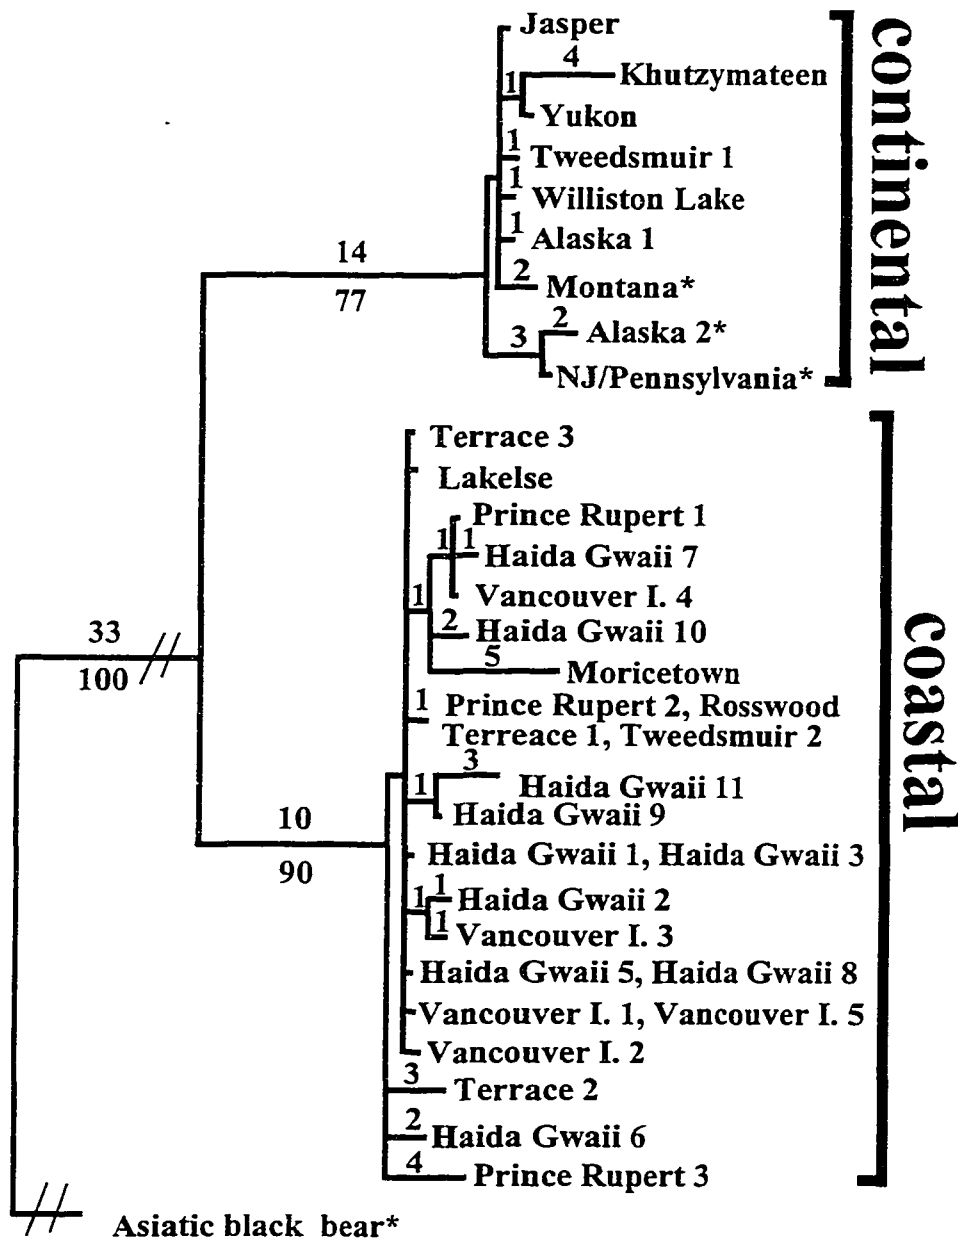 Jasper
4
Khutzymateen
1
Yukon
1
Tweedsmuir 1
1
Williston Lake
1
Alaska 1
14
2
77
Montana*
2
3
Alaska 2*
NJ/Pennsylvania*
continental
Terrace 3
Lakelse
Prince Rupert 1
1 1
Haida Gwaii 7
1
Vancouver I. 4
2
Haida Gwaii 10
33
5
100
Moricetown
1
Prince Rupert 2, Rosswood
Terreace 1, Tweedsmuir 2
3
1
Haida Gwaii 11
Haida Gwaii 9
10
90
Haida Gwaii 1, Haida Gwaii 3
1
1
Haida Gwaii 2
1
Vancouver I. 3
Haida Gwaii 5, Haida Gwaii 8
Vancouver I. 1, Vancouver I. 5
Vancouver I. 2
3
Terrace 2
2
Haida Gwaii 6
4
Prince Rupert 3
coastal
Asiatic black bear*